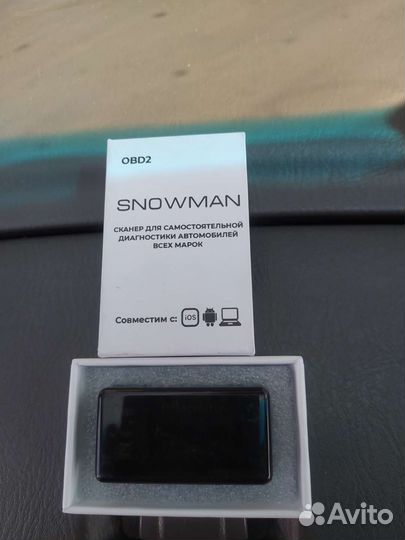 OBD2
SNOWMAN
СКАНЕР ДЛЯ САМОСТОЯТЕЛЬНОЙ
ДИАГНОСТИКИ АВТОМОБИЛЕЙ
ВСЕХ МАРОК
Совместим с: iOS
Avito